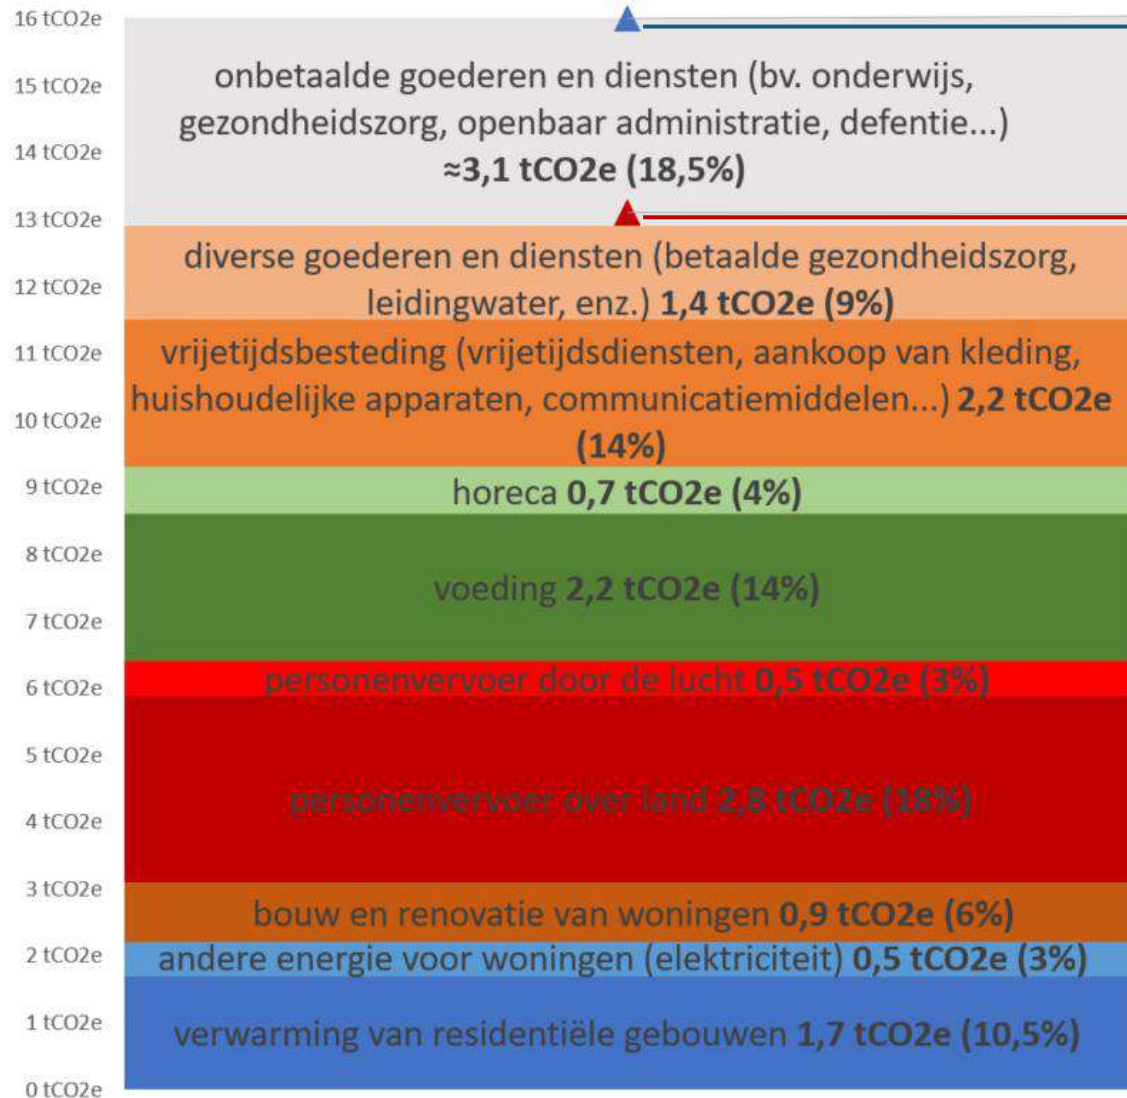 16 tCO2e
15 tCO2e
14 tCO2e
13 tCO2e
12 tCO2e
11 tCO2e
10 tCO2e
9 tCO2e
8 tCO2e
7 tCO2e
6 tCO2e
5 tCO2e
4 tCO2e
3 tCO2e
2 tCO2e
1 tCO2e
0 tCO2e
onbetaalde goederen en diensten (bv. onderwijs,
gezondheidszorg, openbaar administratie, defentie...)
≈3,1 tCO2e (18,5%)
diverse goederen en diensten (betaalde gezondheidszorg,
leidingwater, enz.) 1,4 tCO2e (9%)
vrijetijdsbesteding (vrijetijdsdiensten, aankoop van kleding,
huishoudelijke apparaten, communicatiemiddelen...) 2,2 tCO2e
(14%)
horeca 0,7 tCO2e (4%)
voeding 2,2 tCO2e (14%)
personenvervoer door de lucht 0,5 tCO2e (3%)
personenvervoer over land 2,8 tCO2e (18%)
bouw en renovatie van woningen 0,9 tCO2e (6%)
andere energie voor woningen (elektriciteit) 0,5 tCO2e (3%)
verwarming van residentiële gebouwen 1,7 tCO2e (10,5%)